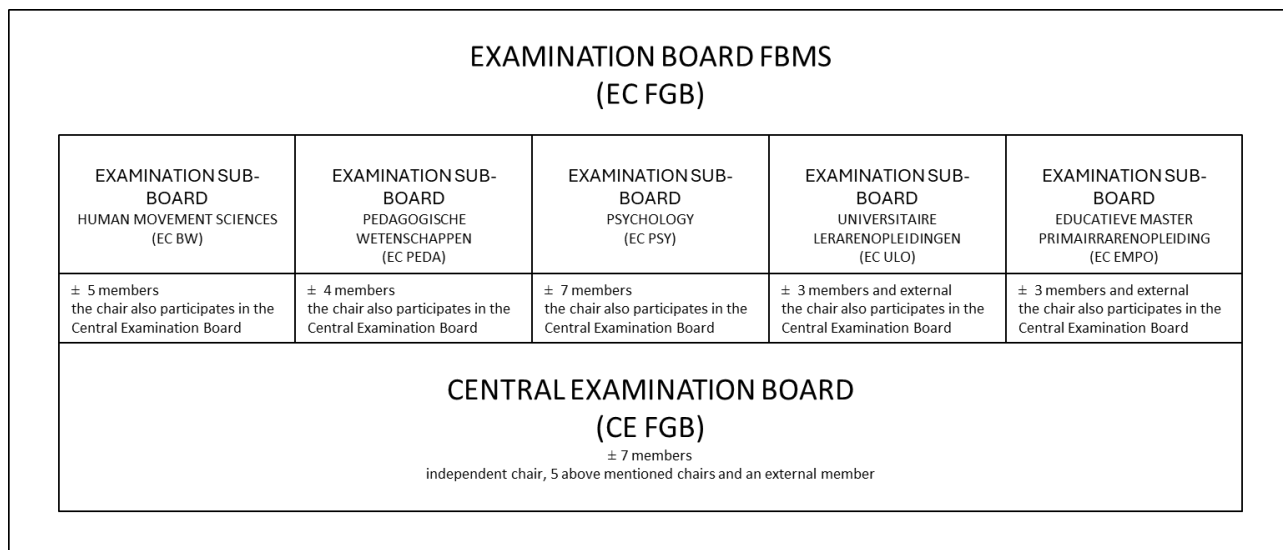 EXAMINATION BOARD FBMS
(EC FGB)
EXAMINATION SUB-
BOARD
HUMAN MOVEMENT SCIENCES
(EC BW)
EXAMINATION SUB-
BOARD
PEDAGOGISCHE
WETENSCHAPPEN
(EC PEDA)
EXAMINATION SUB-
BOARD
PSYCHOLOGY
(EC PSY)
EXAMINATION SUB-
BOARD
UNIVERSITAIRE
LERARENOPLEIDINGEN
(EC ULO)
EXAMINATION SUB-
BOARD
EDUCATIEVE MASTER
PRIMAIRRARENOPLEIDING
(EC EMPO)
± 5 members
the chair also participates in the
Central Examination Board
± 4 members
the chair also participates in the
Central Examination Board
± 7 members
the chair also participates in the
Central Examination Board
± 3 members and external
the chair also participates in the
Central Examination Board
± 3 members and external
the chair also participates in the
Central Examination Board
CENTRAL EXAMINATION BOARD
(CE FGB)
± 7 members
independent chair, 5 above mentioned chairs and an external member